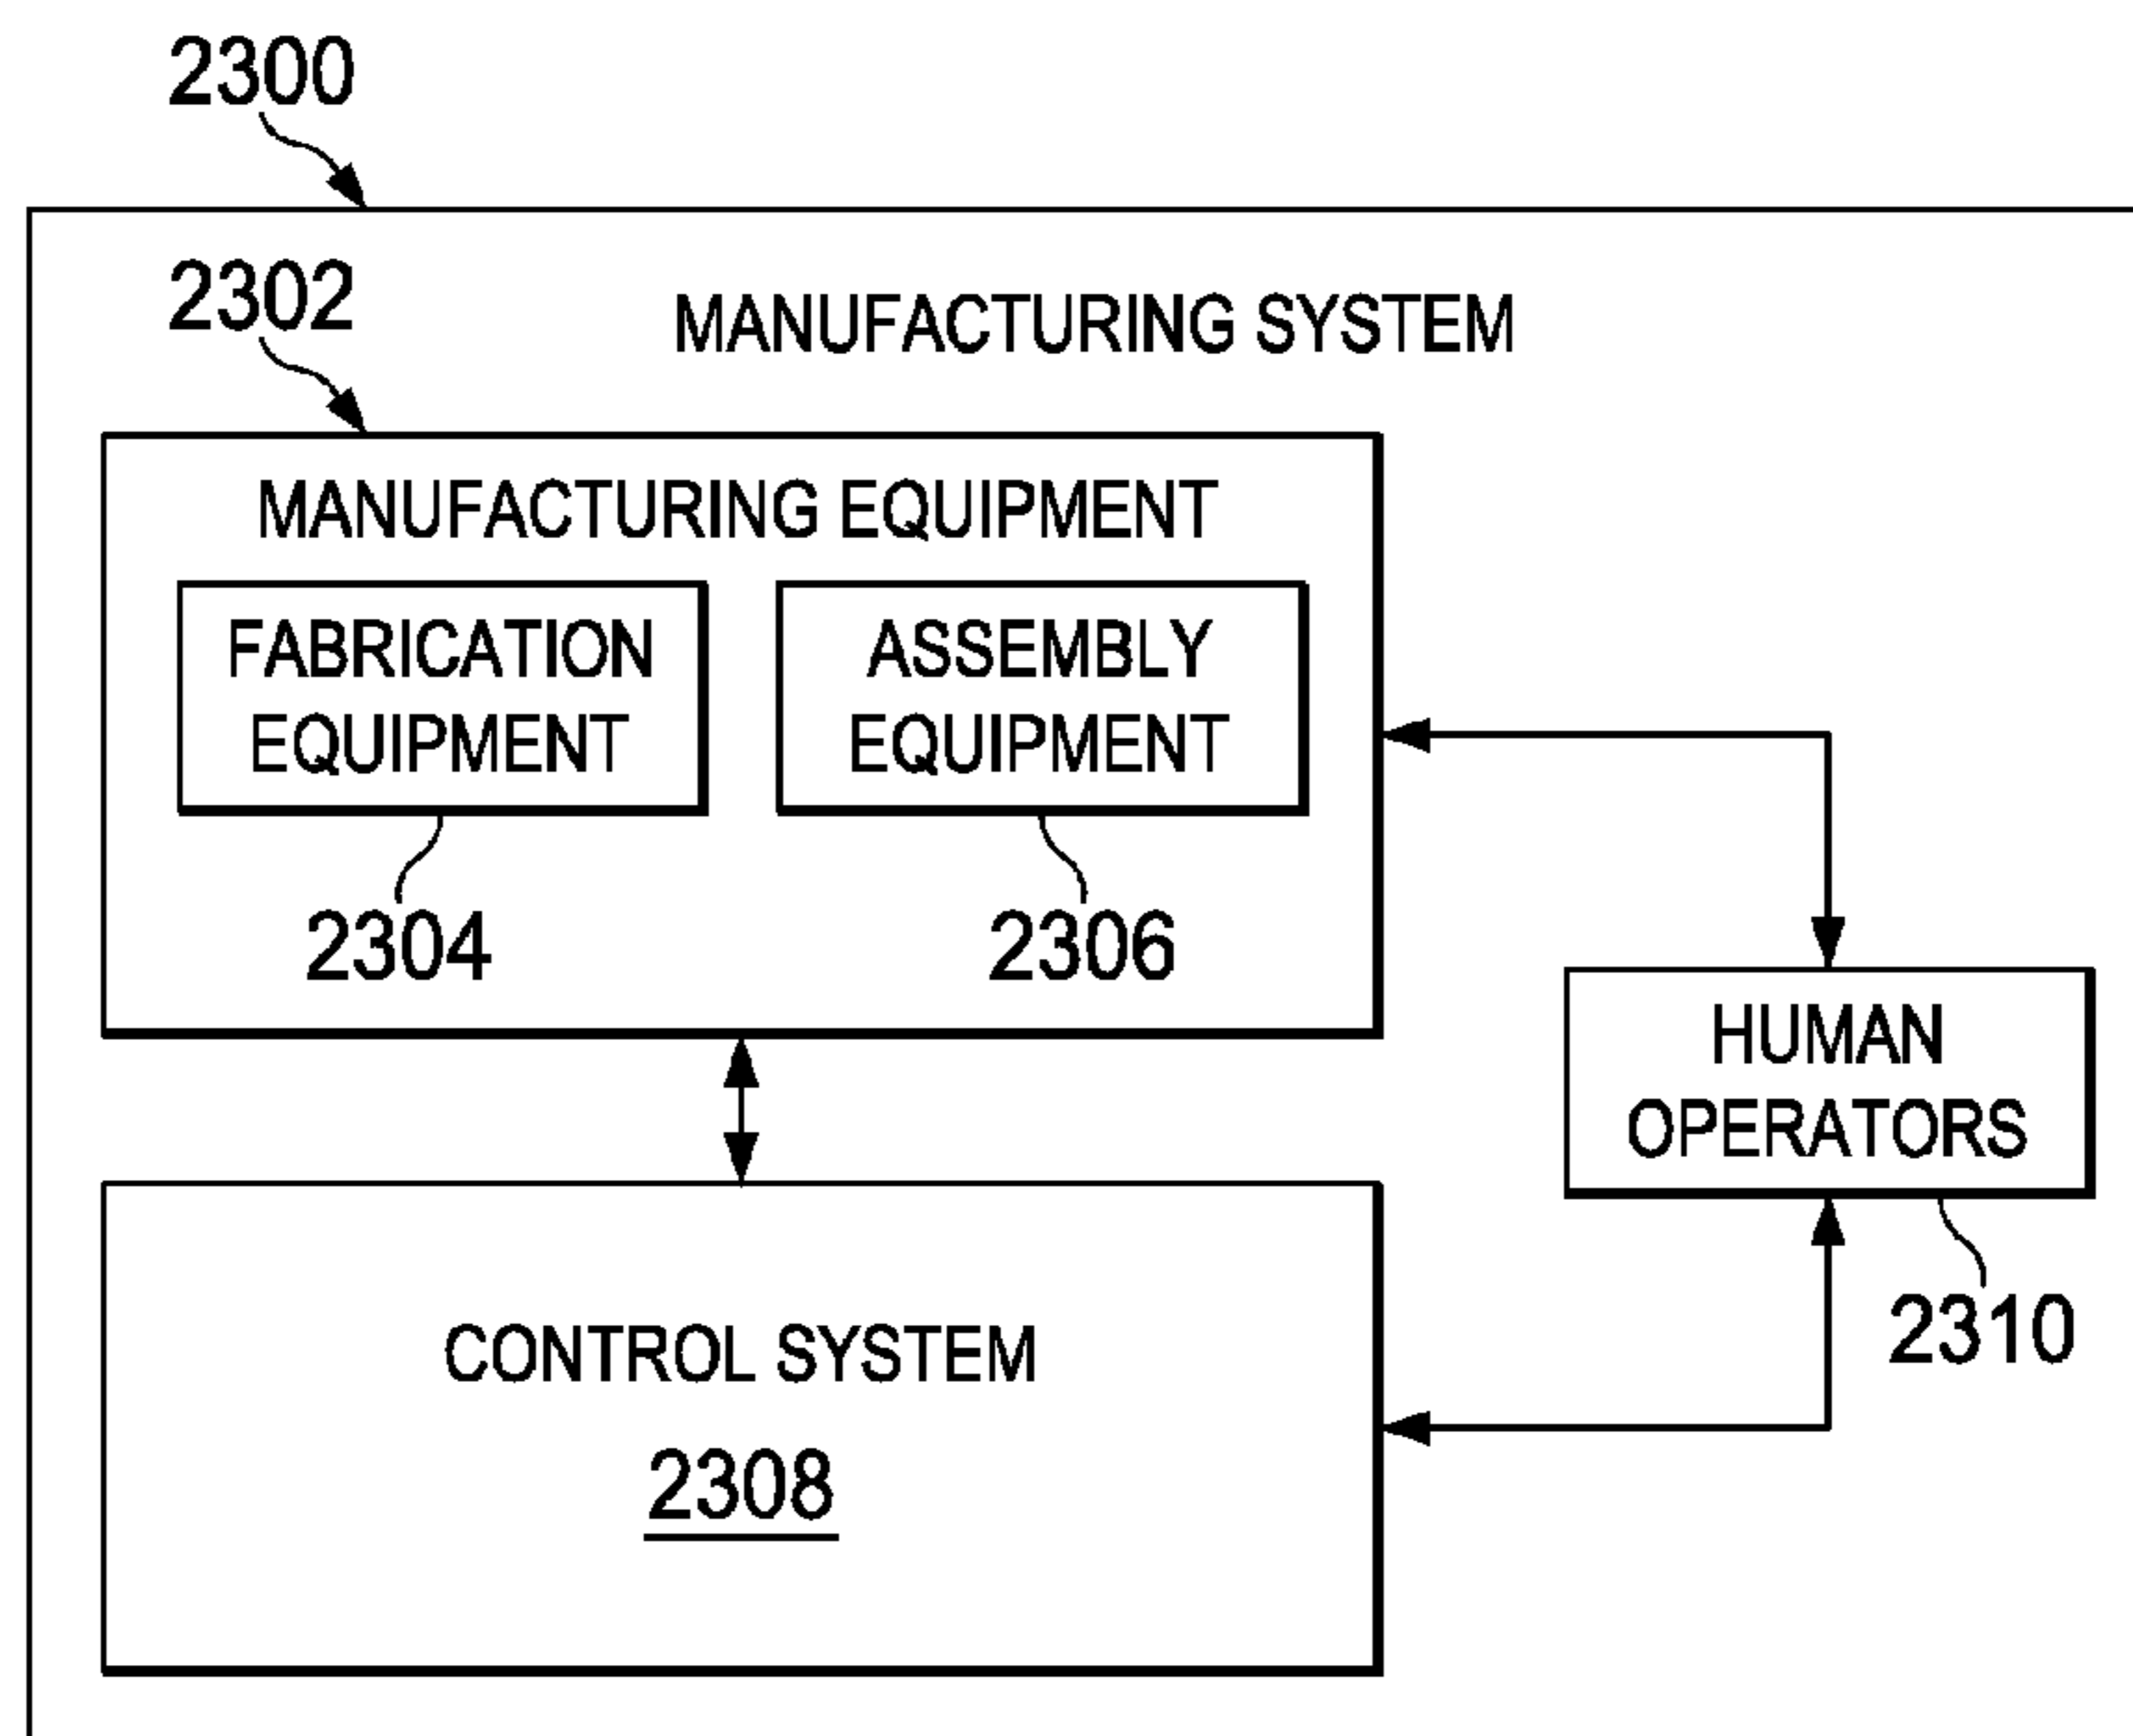 2300
2302
MANUFACTURING SYSTEM
MANUFACTURING EQUIPMENT
FABRICATION
EQUIPMENT
ASSEMBLY
EQUIPMENT
2304
2306
HUMAN
OPERATORS
2310
CONTROL SYSTEM
2308